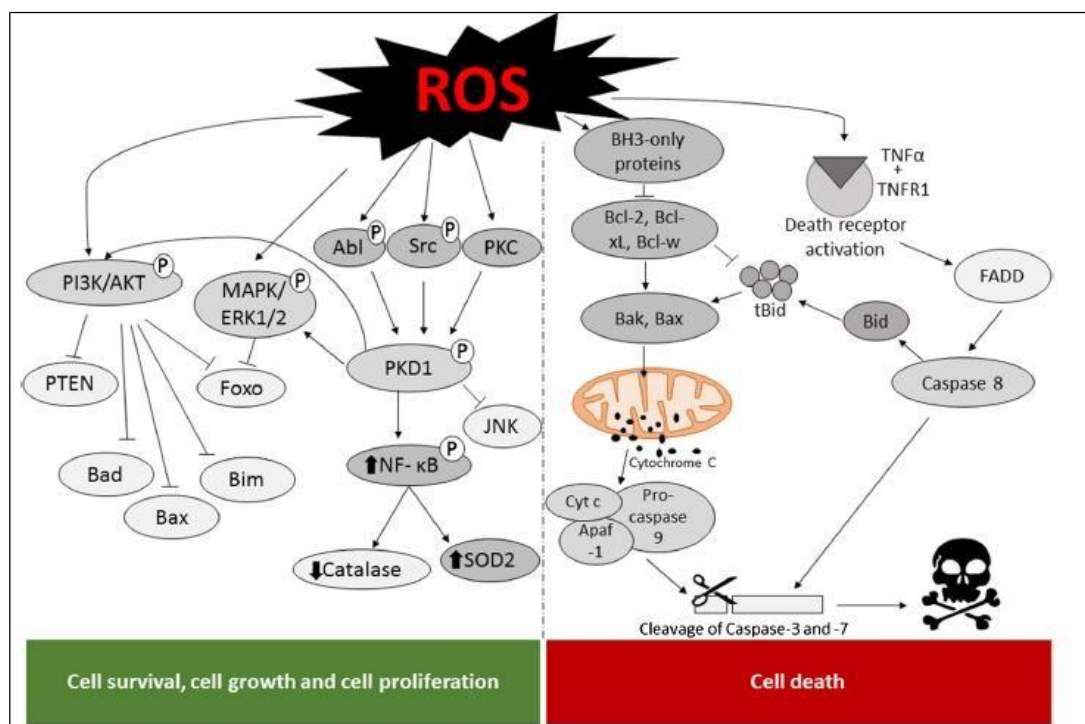 ROS
BH3-only
proteins
TNFα
+
TNFR1
Death receptor
activation
Abl
P
Src
P
PKC
Bcl-2, Bcl-
xL, Bcl-w
PI3K/AKT
P
MAPK/
ERK1/2
P
FADD
tBid
Bak, Bax
Bid
PKD1
P
PTEN
Foxo
Caspase 8
JNK
NF- κB
P
Cytochrome C
Bad
Bim
Bax
Cyt c
Pro-
caspase
9
Apaf
-1
Catalase
SOD2
Cleavage of Caspase-3 and -7
Cell survival, cell growth and cell proliferation
Cell death